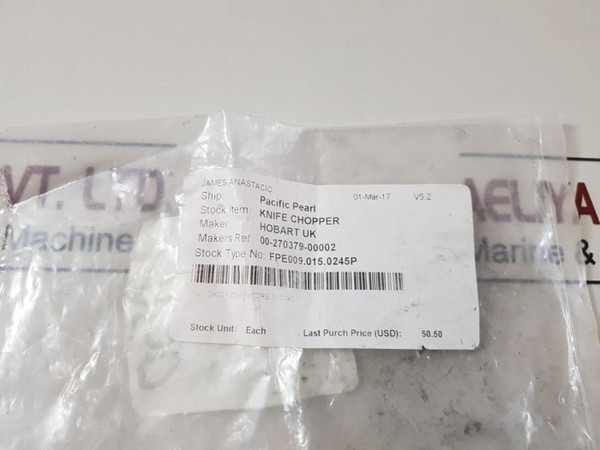 JAMES ANASTACIO
Ship: Pacific Pearl 01-Mar-17 V5.2
Stock Item: KNIFE CHOPPER
Maker HOBART UK
Makers Ref: 00-270379-00002
Stock Type No: FPE009.015.0245P
Stock Unit: Each Last Purch Price (USD): 50.50
VT. LTD.
Machine
AELIYA
Marine &